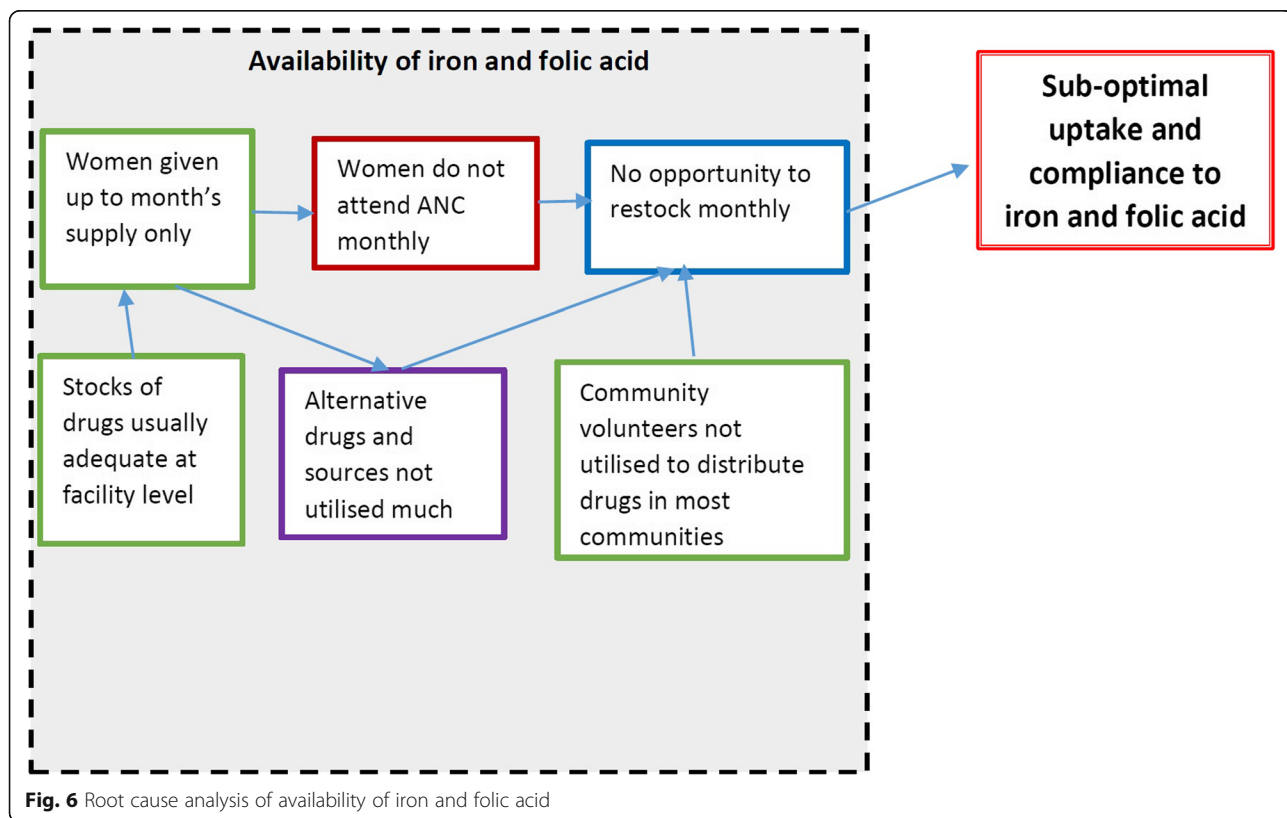 Availability of iron and folic acid
Women given
up to month’s
supply only
Women do not
attend ANC
monthly
No opportunity to
restock monthly
Sub-optimal
uptake and
compliance to
iron and folic acid
Stocks of
drugs usually
adequate at
facility level
Alternative
drugs and
sources not
utilised much
Community
volunteers not
utilised to distribute
drugs in most
communities
Fig. 6 Root cause analysis of availability of iron and folic acid